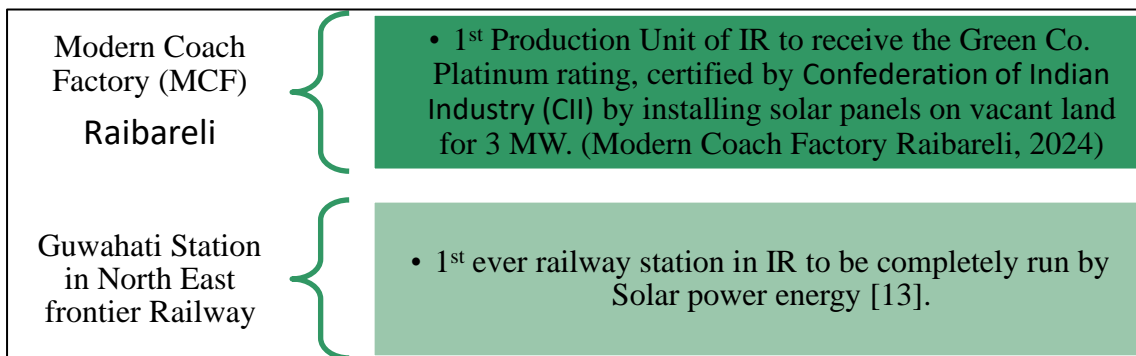 Modern Coach
Factory (MCF)
Raibareli
• 1st Production Unit of IR to receive the Green Co.
Platinum rating, certified by Confederation of Indian
Industry (CII) by installing solar panels on vacant land
for 3 MW. (Modern Coach Factory Raibareli, 2024)
Guwahati Station
in North East
frontier Railway
• 1st ever railway station in IR to be completely run by
Solar power energy [13].